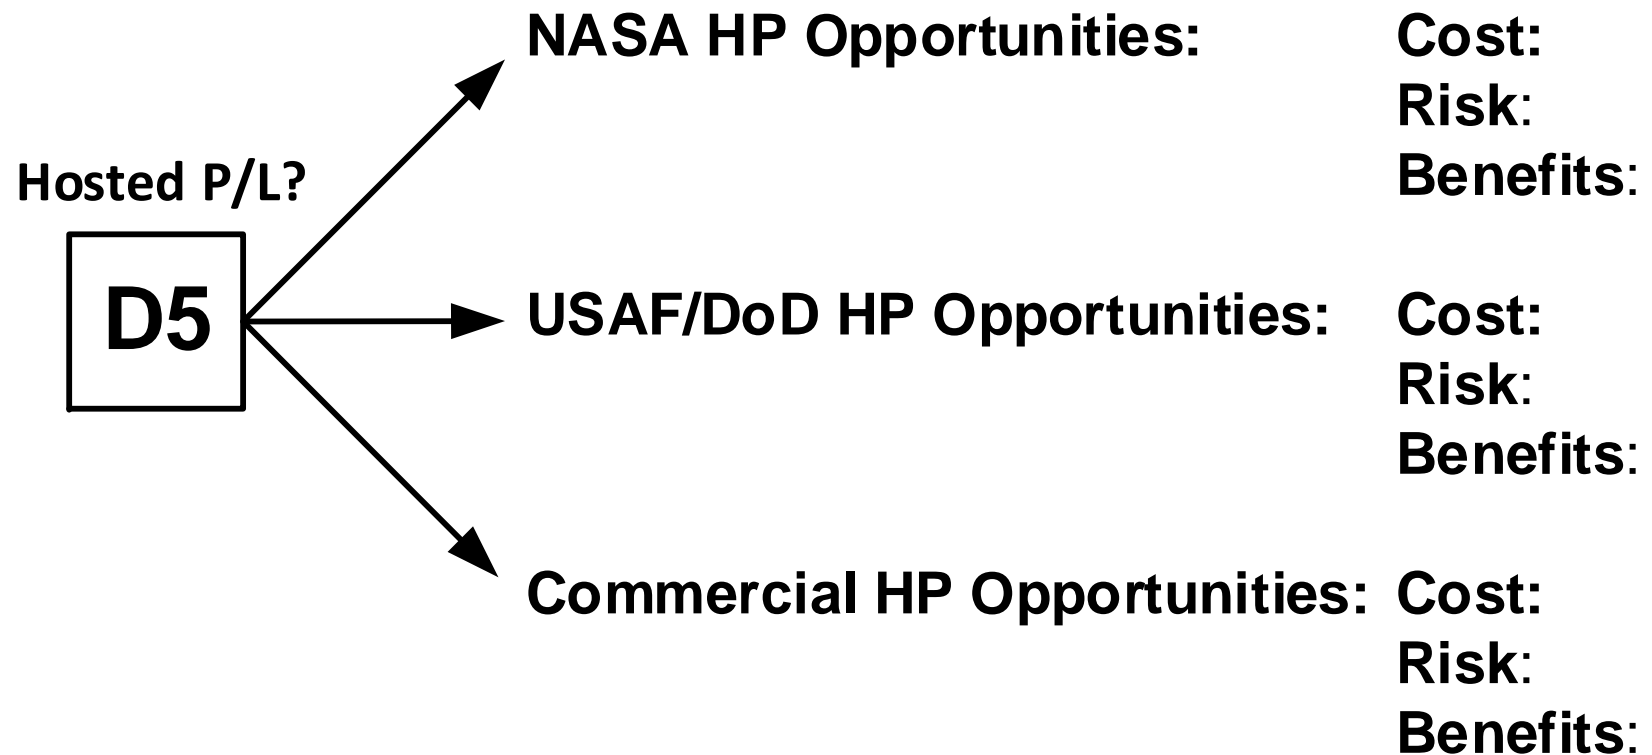 NASA HP Opportunities: Cost:
Risk:
Benefits:
Hosted P/L?
D5
USAF/DoD HP Opportunities: Cost:
Risk:
Benefits:
Commercial HP Opportunities: Cost:
Risk:
Benefits: